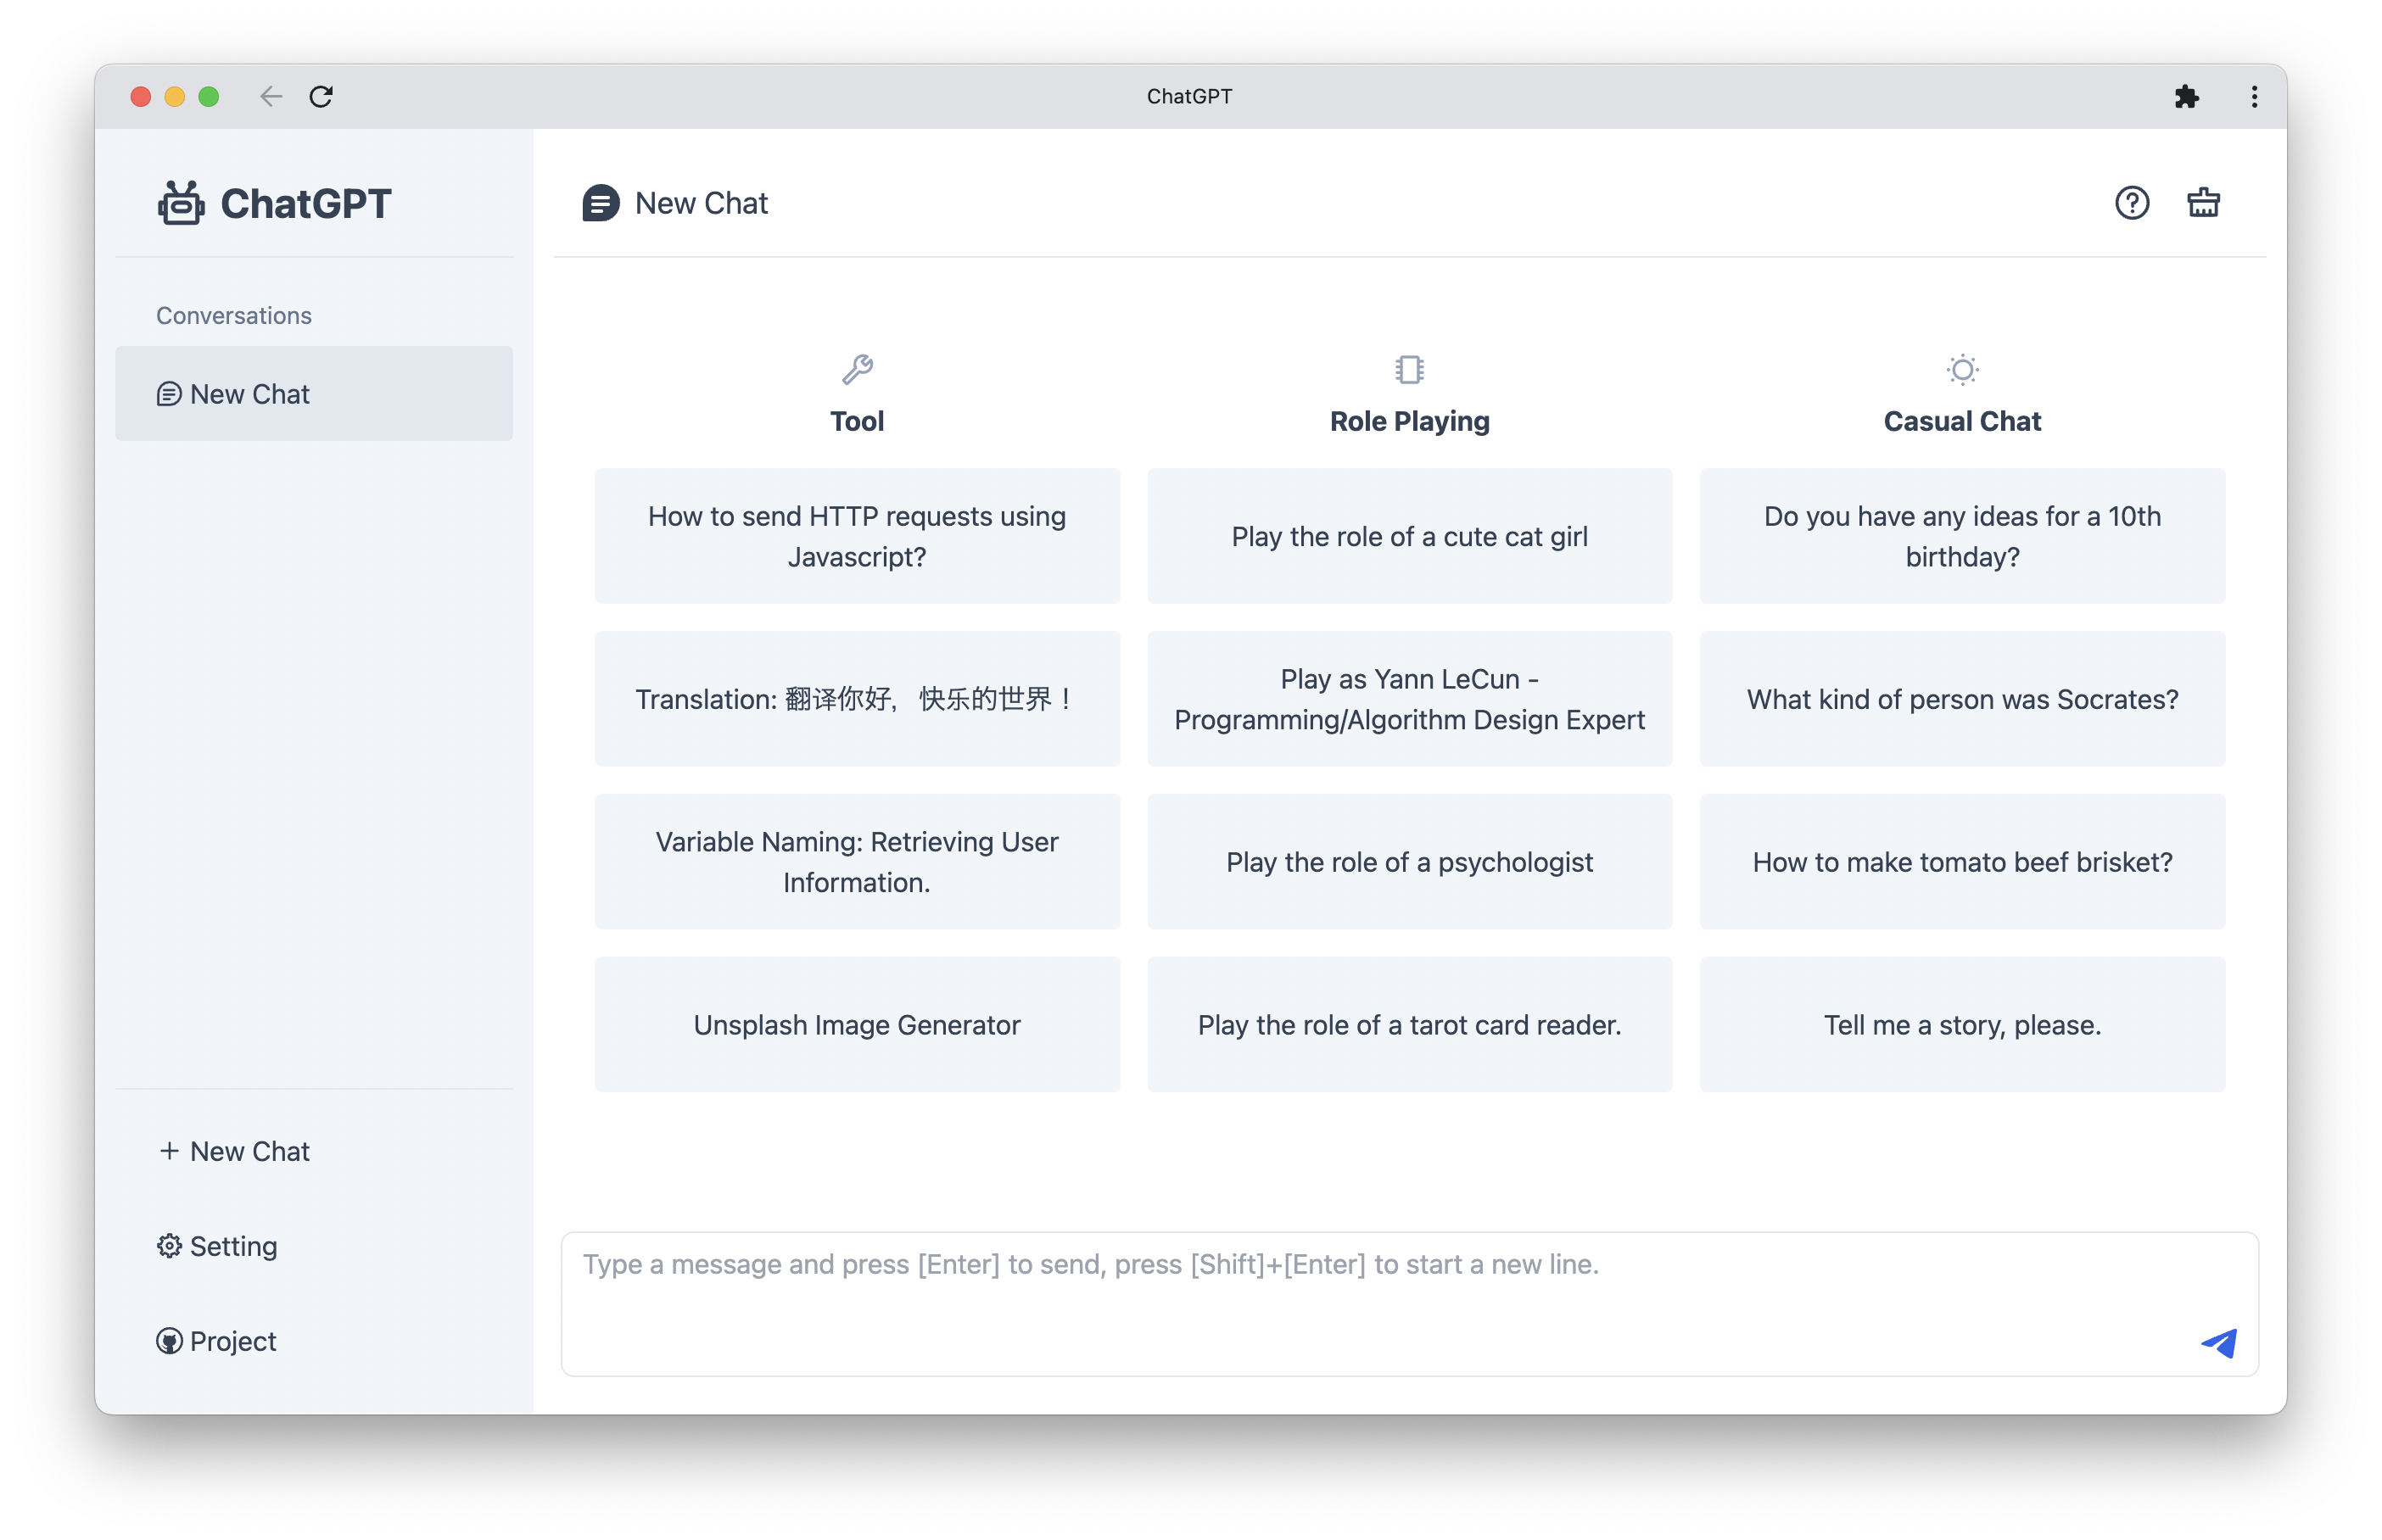 ChatGPT
ChatGPT
Conversations
New Chat
+ New Chat
Setting
Project
New Chat
Tool
How to send HTTP requests using
Javascript?
Translation: 翻译你好，快乐的世界！
Variable Naming: Retrieving User
Information.
Unsplash Image Generator
Role Playing
Play the role of a cute cat girl
Play as Yann LeCun -
Programming/Algorithm Design Expert
Play the role of a psychologist
Play the role of a tarot card reader.
Casual Chat
Do you have any ideas for a 10th
birthday?
What kind of person was Socrates?
How to make tomato beef brisket?
Tell me a story, please.
Type a message and press [Enter] to send, press [Shift]+[Enter] to start a new line.